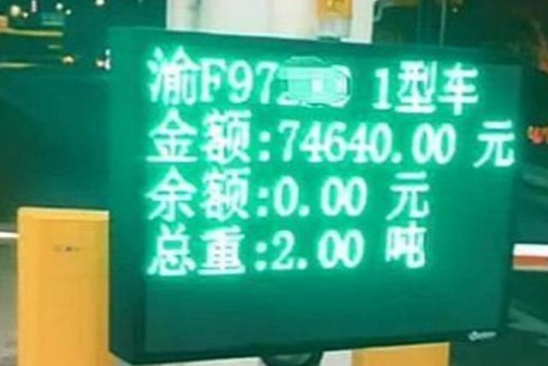 渝F97 1型车
金额:74640.00 元
余额:0.00 元
总重:2.00 吨